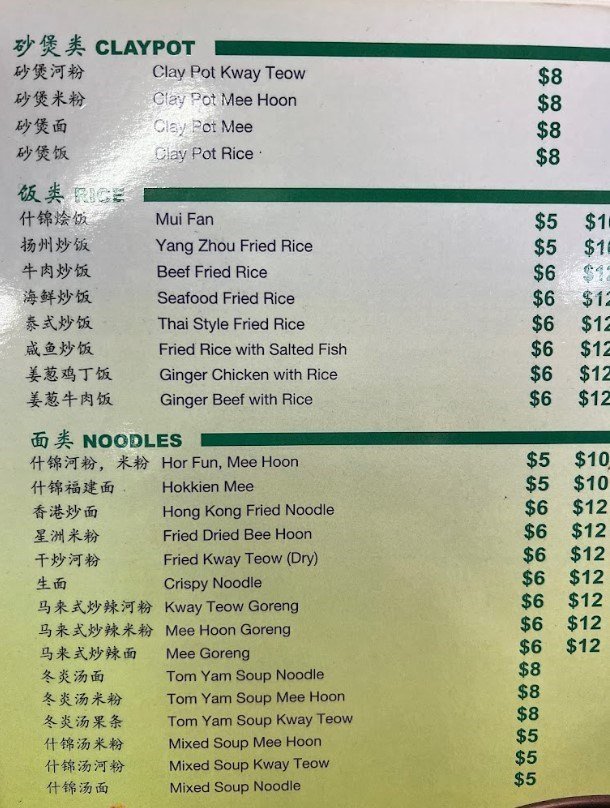 砂煲类 CLAYPOT
砂煲河粉 Clay Pot Kway Teow $8
砂煲米粉 Clay Pot Mee Hoon $8
砂煲面 Clay Pot Mee $8
砂煲饭 Clay Pot Rice $8
饭类 RICE
什锦烩饭 Mui Fan $5
扬州炒饭 Yang Zhou Fried Rice $5
牛肉炒饭 Beef Fried Rice $6
海鲜炒饭 Seafood Fried Rice $6 $12
泰式炒饭 Thai Style Fried Rice $6 $12
咸鱼炒饭 Fried Rice with Salted Fish $6 $12
姜葱鸡丁饭 Ginger Chicken with Rice $6 $12
姜葱牛肉饭 Ginger Beef with Rice $6 $12
面类 NOODLES
什锦河粉，米粉 Hor Fun, Mee Hoon $5 $10
什锦福建面 Hokkien Mee $5 $10
香港炒面 Hong Kong Fried Noodle $6 $12
星洲米粉 Fried Dried Bee Hoon $6 $12
干炒河粉 Fried Kway Teow (Dry) $6 $12
生面 Crispy Noodle $6 $12
马来式炒辣河粉 Kway Teow Goreng $6 $12
马来式炒辣米粉 Mee Hoon Goreng $6 $12
马来式炒辣面 Mee Goreng $6 $12
冬炎汤面 Tom Yam Soup Noodle $8
冬炎汤米粉 Tom Yam Soup Mee Hoon $8
冬炎汤果条 Tom Yam Soup Kway Teow $8
什锦汤米粉 Mixed Soup Mee Hoon $5
什锦汤河粉 Mixed Soup Kway Teow $5
什锦汤面 Mixed Soup Noodle $5